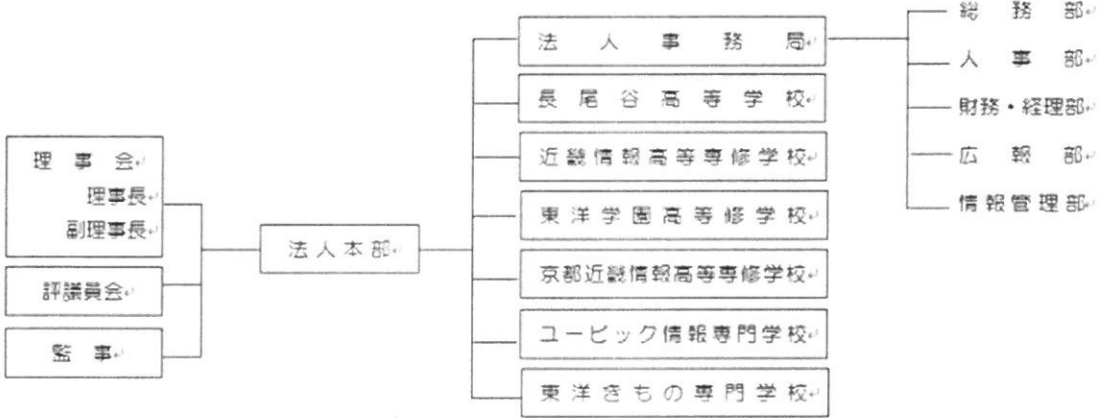 理事会
理事長
副理事長
評議員会
監事
法人本部
法人事務局
長尾谷高等学校
近畿情報高等専修学校
東洋学園高等修学校
京都近畿情報高等専修学校
ユービック情報専門学校
東洋きもの専門学校
総務部
人事部
財務・経理部
広報部
情報管理部